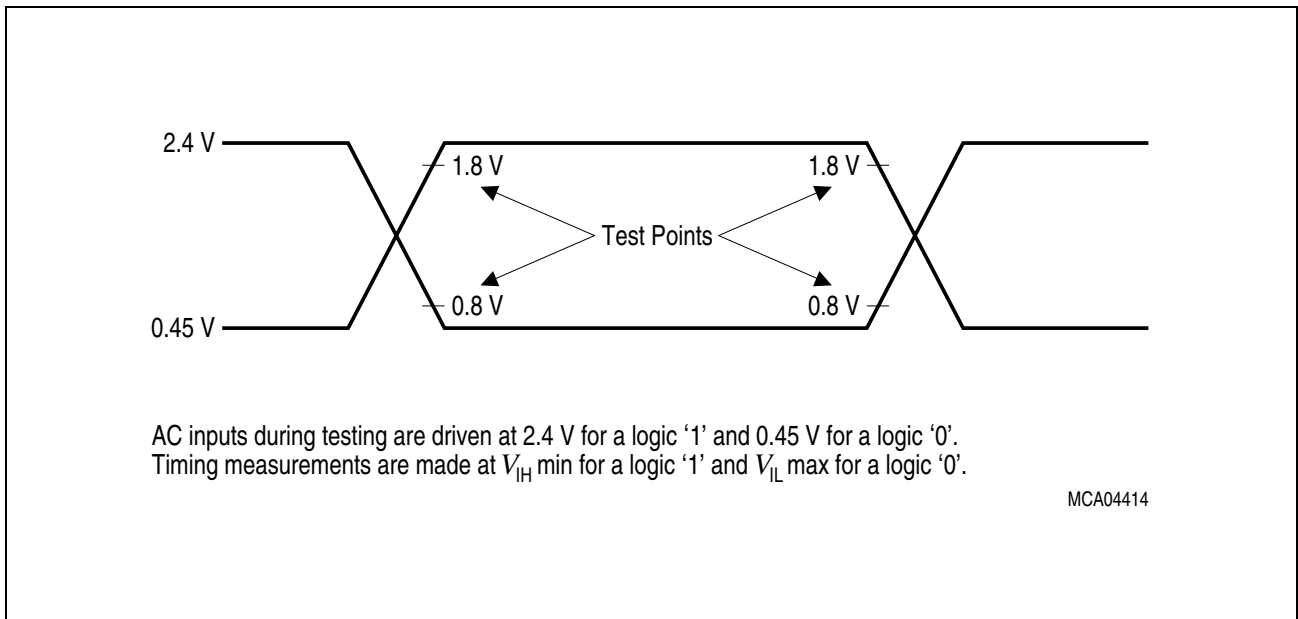 2.4 V
1.8 V 1.8 V
Test Points
0.8 V 0.8 V
0.45 V
AC inputs during testing are driven at 2.4 V for a logic ‘1’ and 0.45 V for a logic ‘0’.
Timing measurements are made at VIH min for a logic ‘1’ and VIL max for a logic ‘0’.
MCA04414